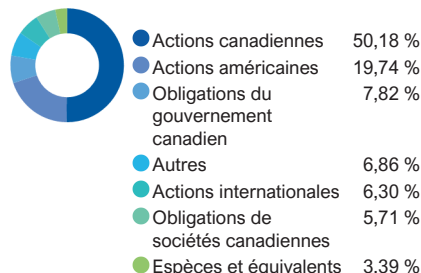 Actions canadiennes 50,18 %
Actions américaines 19,74 %
Obligations du 7,82 %
gouvernement
canadien
Autres 6,86 %
Actions internationales 6,30 %
Obligations de 5,71 %
sociétés canadiennes
Espèces et équivalents 3,39 %